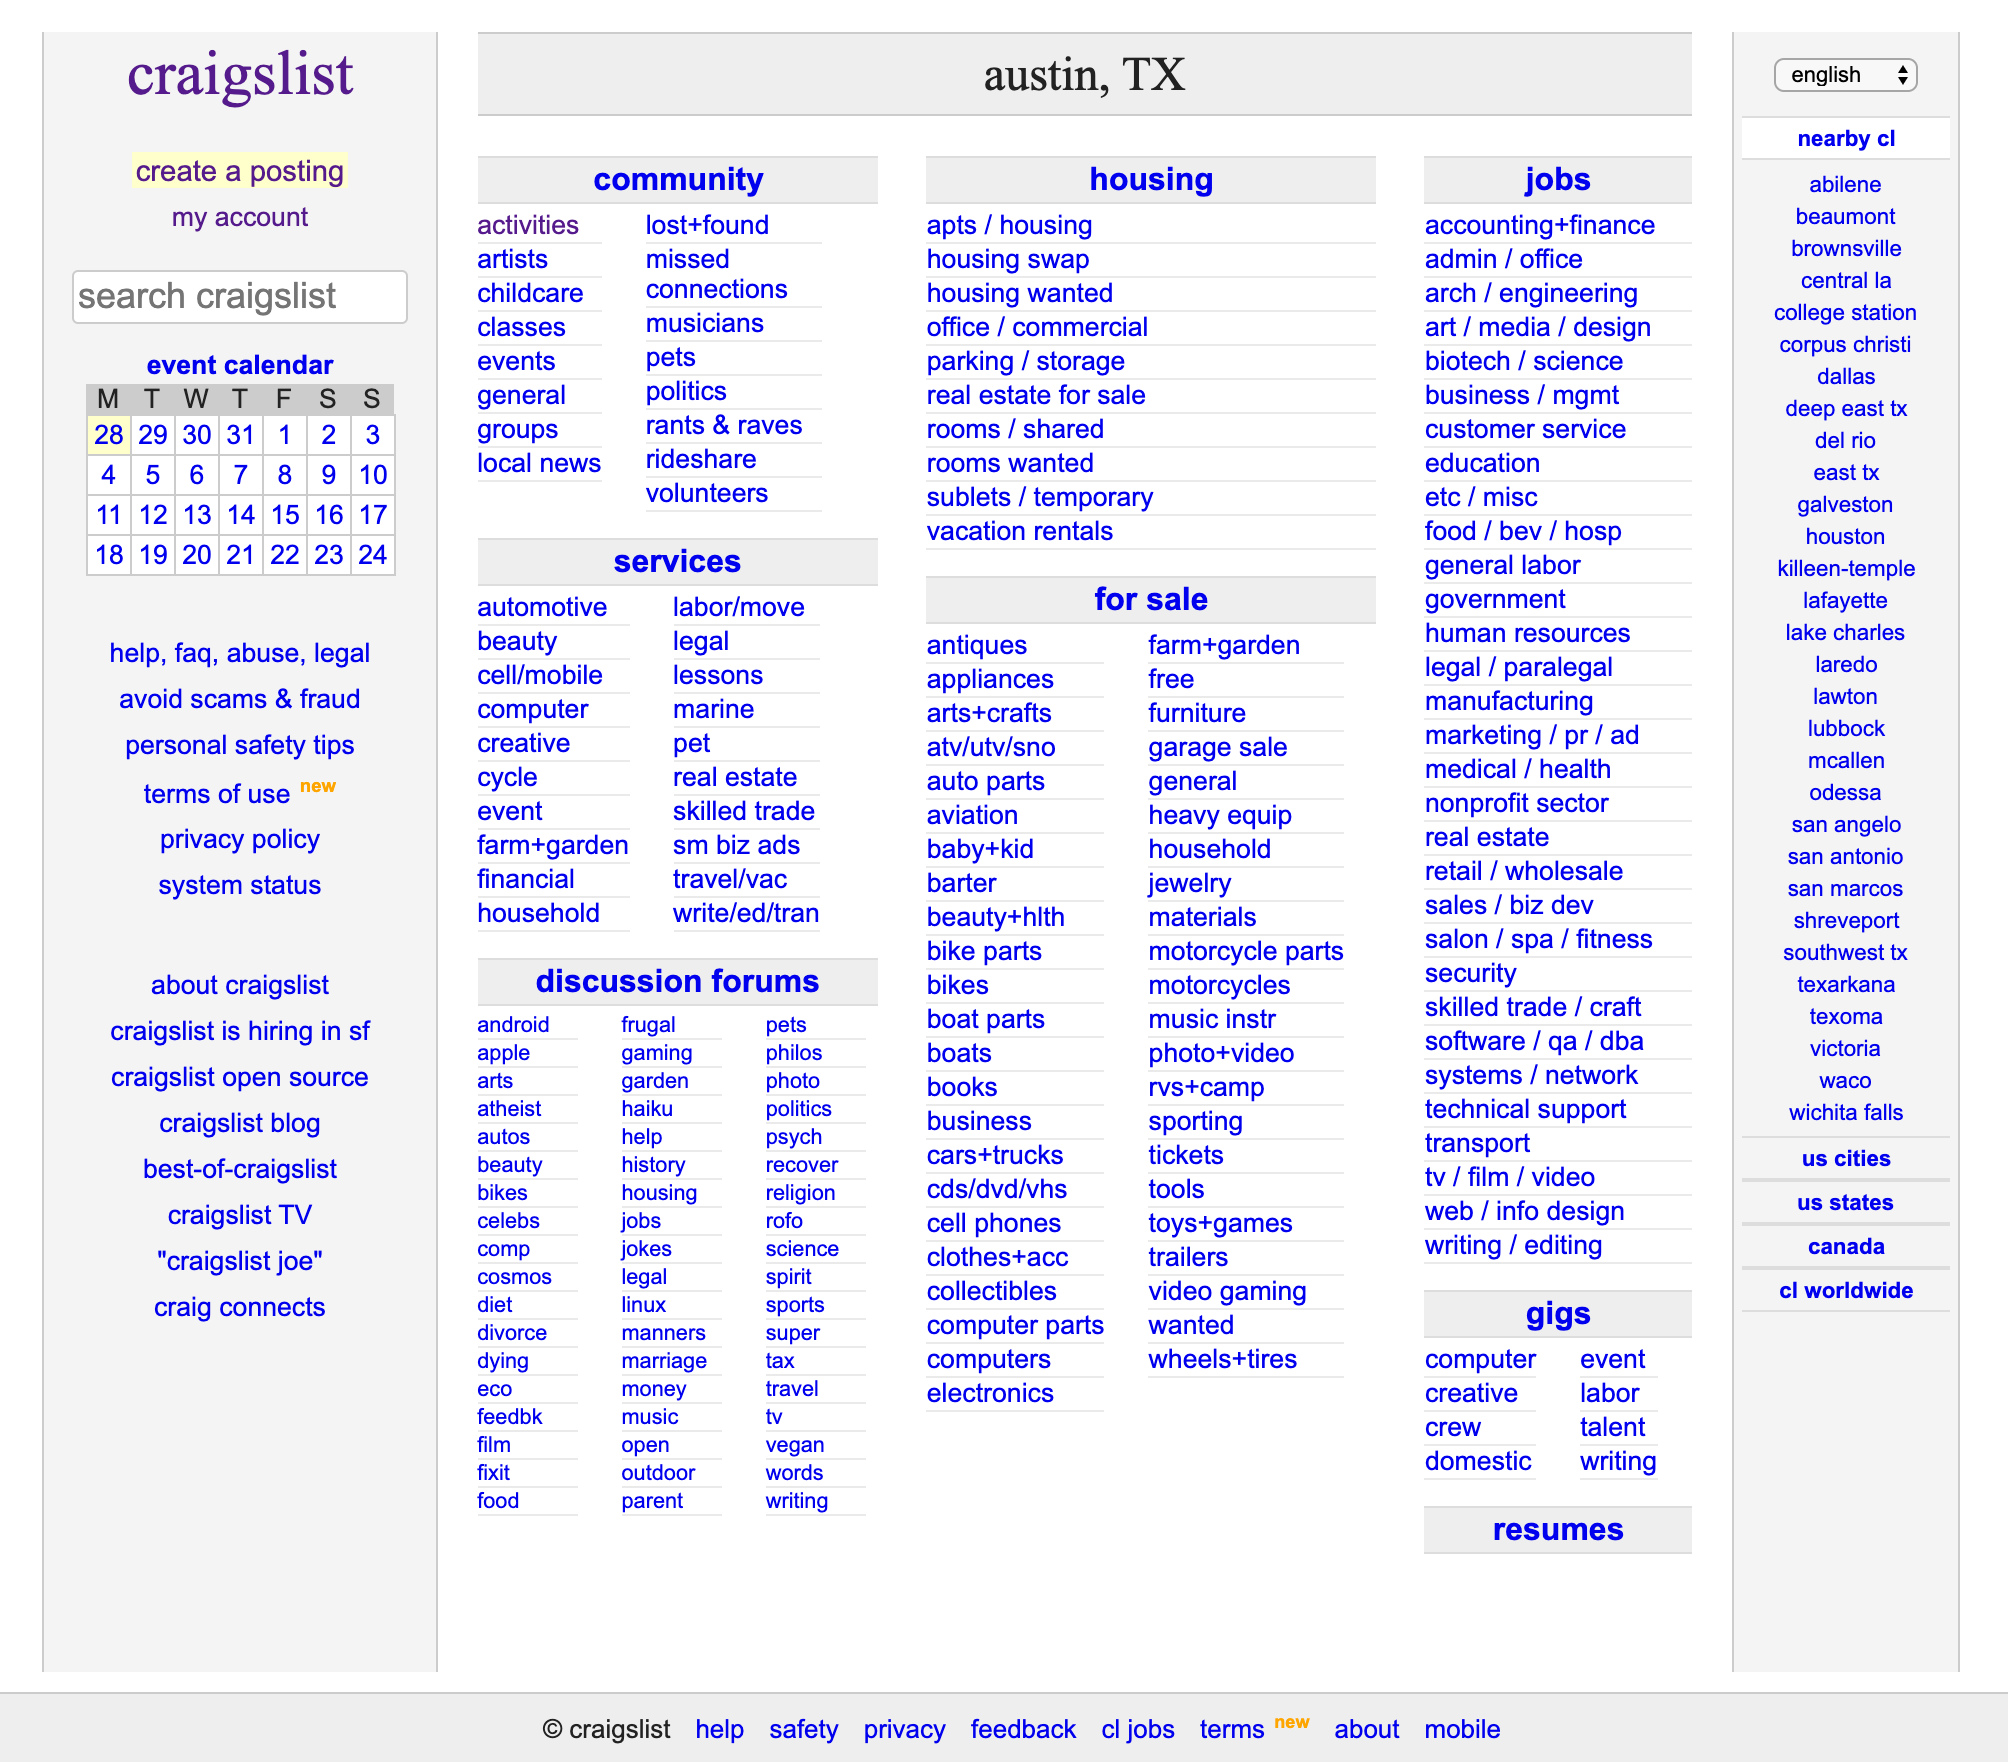 craigslist
create a posting
my account
search craigslist
event calendar
M T W T F S S
28 29 30 31 1 2 3
4 5 6 7 8 9 10
11 12 13 14 15 16 17
18 19 20 21 22 23 24
help, faq, abuse, legal
avoid scams & fraud
personal safety tips
terms of use new
privacy policy
system status
about craigslist
craigslist is hiring in sf
craigslist open source
craigslist blog
best-of-craigslist
craigslist TV
"craigslist joe"
craig connects
austin, TX
community
activities
artists
childcare
classes
events
general
groups
local news
lost+found
missed
connections
musicians
pets
politics
rants & raves
rideshare
volunteers
services
automotive
beauty
cell/mobile
computer
creative
cycle
event
farm+garden
financial
household
labor/move
legal
lessons
marine
pet
real estate
skilled trade
sm biz ads
travel/vac
write/ed/tran
discussion forums
android
apple
arts
atheist
autos
beauty
bikes
celebs
comp
cosmos
diet
divorce
dying
eco
feedbk
film
fixit
food
frugal
gaming
garden
haiku
help
history
housing
jobs
jokes
legal
linux
manners
marriage
money
music
open
outdoor
parent
pets
philos
photo
politics
psych
recover
religion
rofo
science
spirit
sports
super
tax
travel
tv
vegan
words
writing
housing
apts / housing
housing swap
housing wanted
office / commercial
parking / storage
real estate for sale
rooms / shared
rooms wanted
sublets / temporary
vacation rentals
for sale
antiques
appliances
arts+crafts
atv/utv/sno
auto parts
aviation
baby+kid
barter
beauty+hlth
bike parts
bikes
boat parts
boats
books
business
cars+trucks
cds/dvd/vhs
cell phones
clothes+acc
collectibles
computer parts
computers
electronics
farm+garden
free
furniture
garage sale
general
heavy equip
household
jewelry
materials
motorcycle parts
motorcycles
music instr
photo+video
rvs+camp
sporting
tickets
tools
toys+games
trailers
video gaming
wanted
wheels+tires
jobs
accounting+finance
admin / office
arch / engineering
art / media / design
biotech / science
business / mgmt
customer service
education
etc / misc
food / bev / hosp
general labor
government
human resources
legal / paralegal
manufacturing
marketing / pr / ad
medical / health
nonprofit sector
real estate
retail / wholesale
sales / biz dev
salon / spa / fitness
security
skilled trade / craft
software / qa / dba
systems / network
technical support
transport
tv / film / video
web / info design
writing / editing
gigs
computer
creative
crew
domestic
event
labor
talent
writing
resumes
english
nearby cl
abilene
beaumont
brownsville
central la
college station
corpus christi
dallas
deep east tx
del rio
east tx
galveston
houston
killeen-temple
lafayette
lake charles
laredo
lawton
lubbock
mcallen
odessa
san angelo
san antonio
san marcos
shreveport
southwest tx
texarkana
texoma
victoria
waco
wichita falls
us cities
us states
canada
cl worldwide
© craigslist help safety privacy feedback cl jobs terms new about mobile